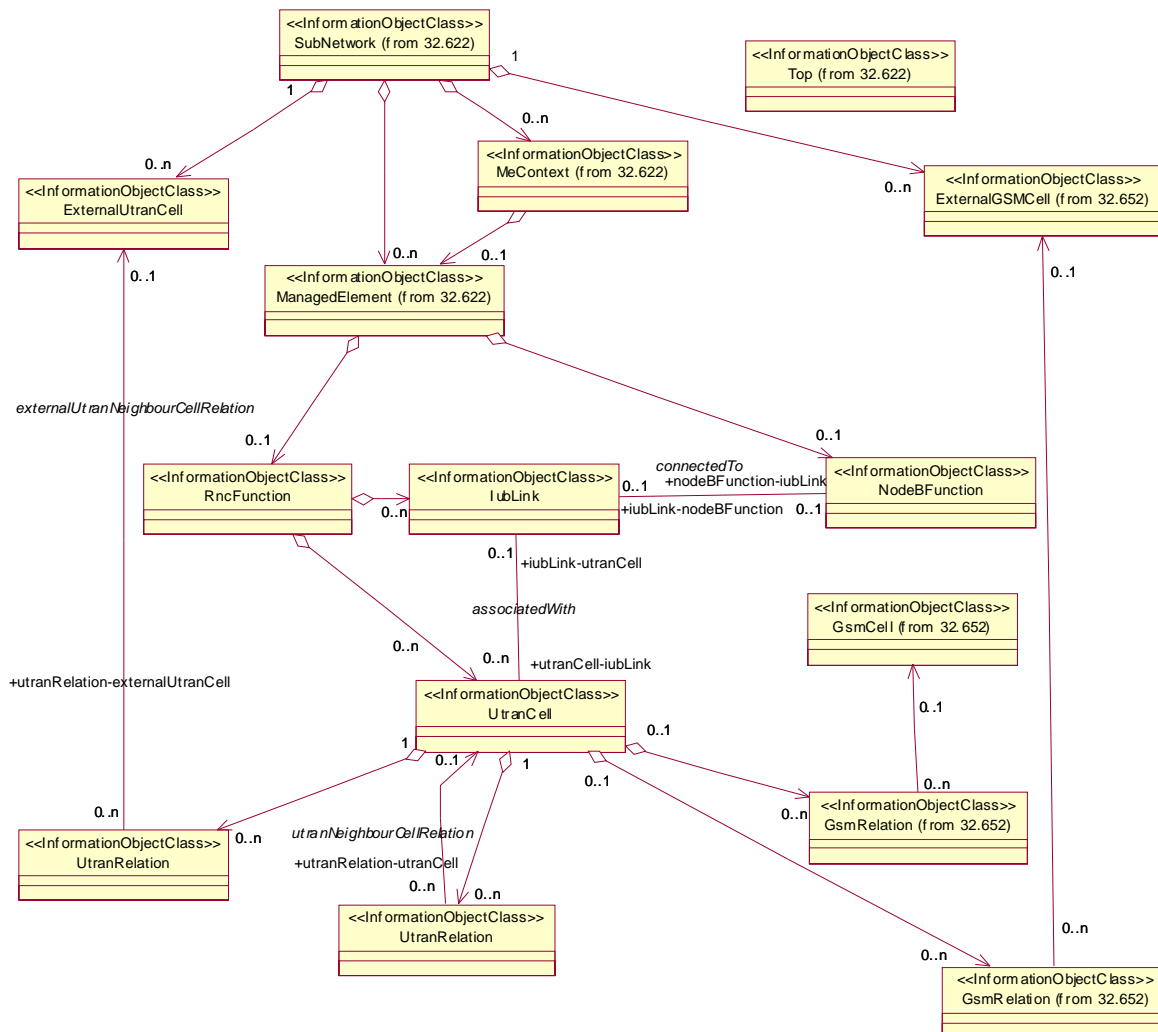 <<InformationObjectClass>>
SubNetwork (from 32.622)
<<InformationObjectClass>>
Top (from 32.622)
1
1
0..n
0..n
<<InformationObjectClass>>
MeContext (from 32.622)
0..n
<<InformationObjectClass>>
ExternalUtranCell
<<InformationObjectClass>>
ExternalGSMCell (from 32.652)
0..n
0..1
0..1
0..1
<<InformationObjectClass>>
ManagedElement (from 32.622)
externalUtranNeighbourCellRelation
0..1
0..1
<<InformationObjectClass>>
RncFunction
0..n
<<InformationObjectClass>>
IubLink
connectedTo
+nodeBFunction-iubLink
0..1
+iubLink-nodeBFunction
0..1
<<InformationObjectClass>>
NodeBFunction
0..1
+iubLink-utranCell
associatedWith
<<InformationObjectClass>>
GsmCell (from 32.652)
0..n
0..n
+utranCell-iubLink
+utranRelation-externalUtranCell
<<InformationObjectClass>>
UtranCell
0..1
0..1
1
0..1
1
0..1
0..n
0..n
0..n
<<InformationObjectClass>>
GsmRelation (from 32.652)
0..n
<<InformationObjectClass>>
UtranRelation
utranNeighbourCellRelation
+utranRelation-utranCell
0..n
0..n
<<InformationObjectClass>>
UtranRelation
0..n
0..n
<<InformationObjectClass>>
GsmRelation (from 32.652)